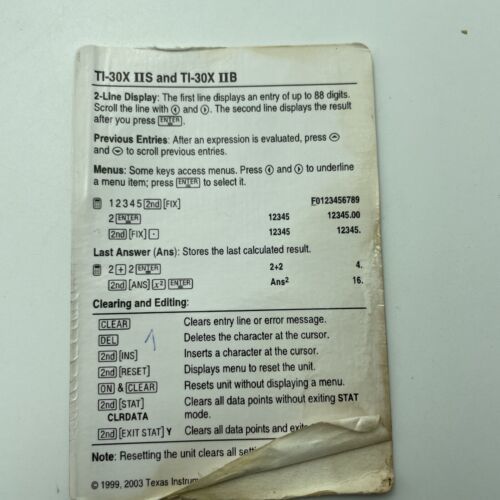 TI-30X IIS and TI-30X IIB
2-Line Display: The first line displays an entry of up to 88 digits.
Scroll the line with ◁ and ▷. The second line displays the result
after you press [ENTER].
Previous Entries: After an expression is evaluated, press △
and ▽ to scroll previous entries.
Menus: Some keys access menus. Press ◁ and ▷ to underline
a menu item; press [ENTER] to select it.
1 2 3 4 5 [2nd] [FIX] F0123456789
2 [ENTER] 12345 12345.00
[2nd] [FIX] [·] 12345 12345.
Last Answer (Ans): Stores the last calculated result.
2 [+] 2 [ENTER] 2+2 4.
[2nd] [ANS] [x²] [ENTER] Ans² 16.
Clearing and Editing:
[CLEAR] Clears entry line or error message.
[DEL] Deletes the character at the cursor.
[2nd] [INS] Inserts a character at the cursor.
[2nd] [RESET] Displays menu to reset the unit.
[ON] & [CLEAR] Resets unit without displaying a menu.
[2nd] [STAT] Clears all data points without exiting STAT
CLRDATA mode.
[2nd] [EXIT STAT] Y Clears all data points and exits
Note: Resetting the unit clears all
© 1999, 2003 Texas